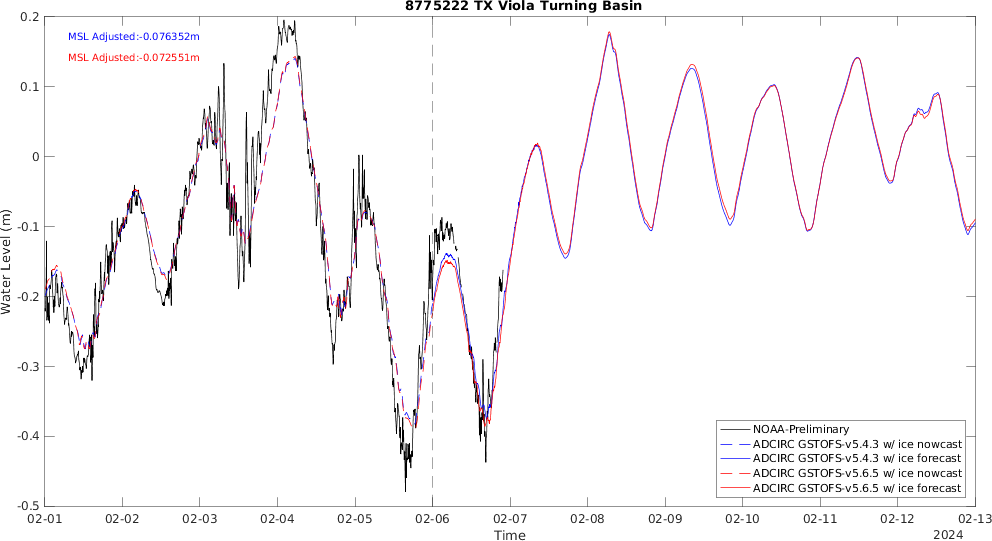 8775222 TX Viola Turning Basin
MSL Adjusted:-0.076352m
MSL Adjusted:-0.072551m
Water Level (m)
0.2
0.1
0
-0.1
-0.2
-0.3
-0.4
-0.5
NOAA-Preliminary
ADCIRC GSTOFS-v5.4.3 w/ ice nowcast
ADCIRC GSTOFS-v5.4.3 w/ ice forecast
ADCIRC GSTOFS-v5.6.5 w/ ice nowcast
ADCIRC GSTOFS-v5.6.5 w/ ice forecast
02-01 02-02 02-03 02-04 02-05 02-06 02-07 02-08 02-09 02-10 02-11 02-12 02-13
Time
2024